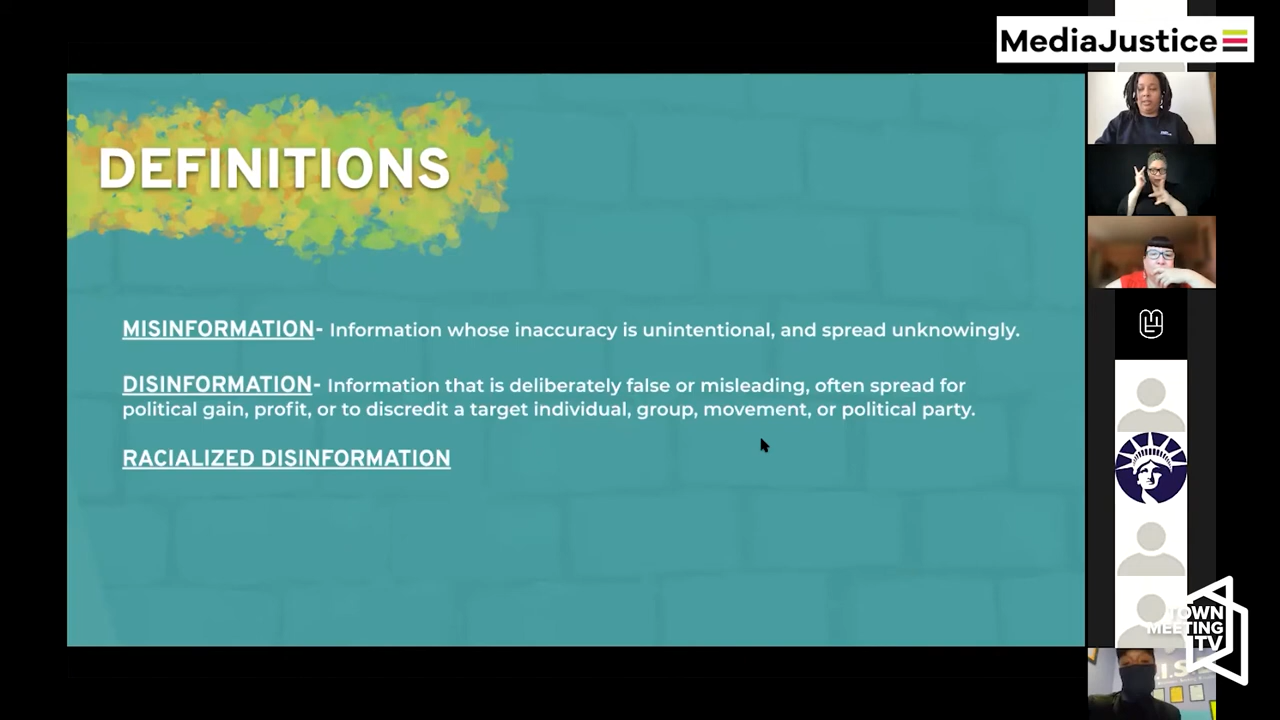 MediaJustice
DEFINITIONS
MISINFORMATION- Information whose inaccuracy is unintentional, and spread unknowingly.
DISINFORMATION- Information that is deliberately false or misleading, often spread for
political gain, profit, or to discredit a target individual, group, movement, or political party.
RACIALIZED DISINFORMATION
TOWN
MEETING
TV